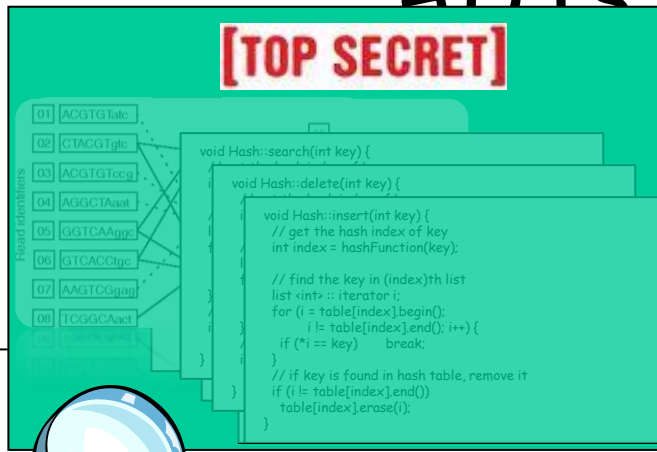 [TOP SECRET]
Read identifiers
01 ACGTGTatc
02 CTACGTgtc
03 ACGTGTccg
04 AGGCTAaat
05 GGTCAAggc
06 GTCACCtgc
07 AAGTCGgag
08 TCGGCAact
void Hash::search(int key) {
void Hash::delete(int key) {
void Hash::insert(int key) {
// get the hash index of key
int index = hashFunction(key);
// find the key in (index)th list
list <int> :: iterator i;
for (i = table[index].begin();
i != table[index].end(); i++) {
if (*i == key) break;
}
// if key is found in hash table, remove it
if (i != table[index].end())
table[index].erase(i);
}